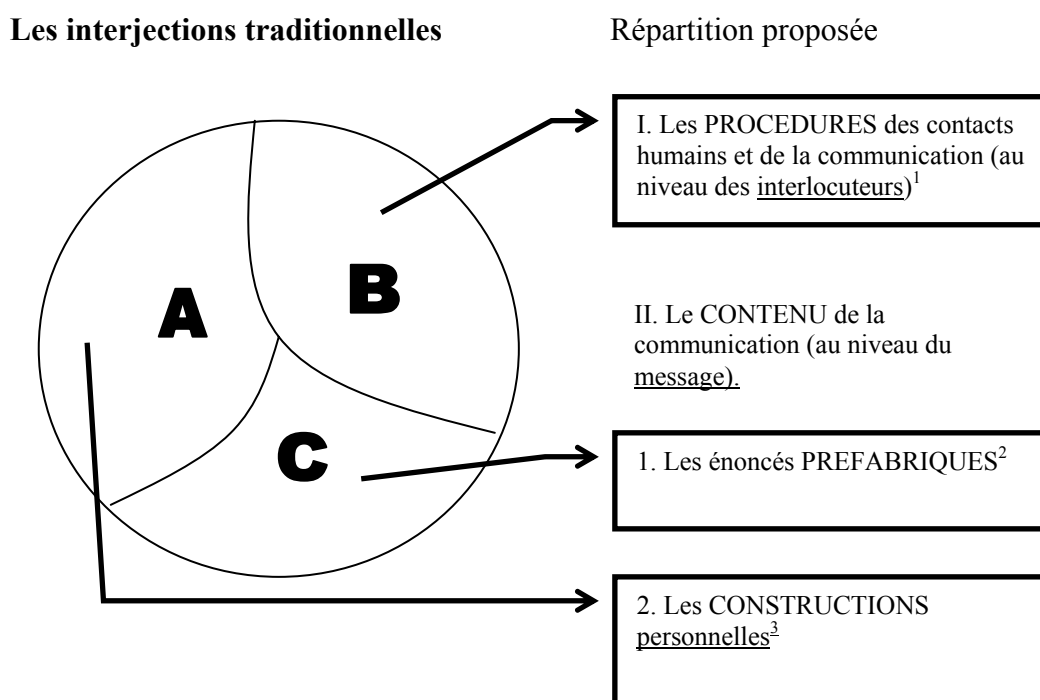 Les interjections traditionnelles
Répartition proposée
I. Les PROCEDURES des contacts
humains et de la communication (au
niveau des interlocuteurs)¹
A
B
II. Le CONTENU de la
communication (au niveau du
message).
C
1. Les énoncés PREFABRIQUES²
2. Les CONSTRUCTIONS
personnelles³